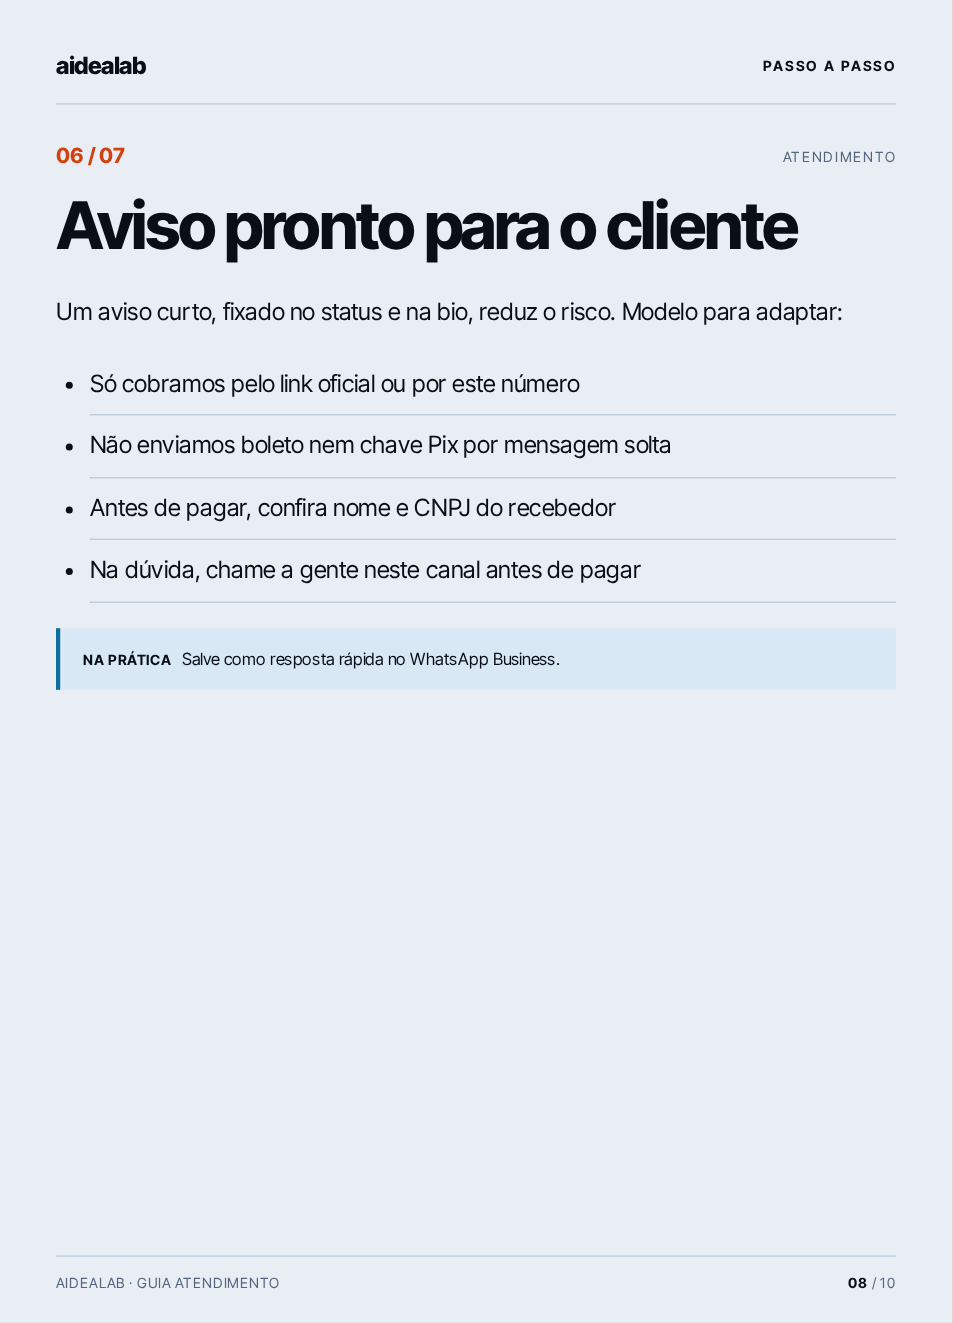 aidealab
PASSO A PASSO
06 / 07
ATENDIMENTO
Aviso pronto para o cliente
Um aviso curto, fixado no status e na bio, reduz o risco. Modelo para adaptar:
• Só cobramos pelo link oficial ou por este número
• Não enviamos boleto nem chave Pix por mensagem solta
• Antes de pagar, confira nome e CNPJ do recebedor
• Na dúvida, chame a gente neste canal antes de pagar
NA PRÁTICA Salve como resposta rápida no WhatsApp Business.
AIDEALAB · GUIA ATENDIMENTO
08 / 10